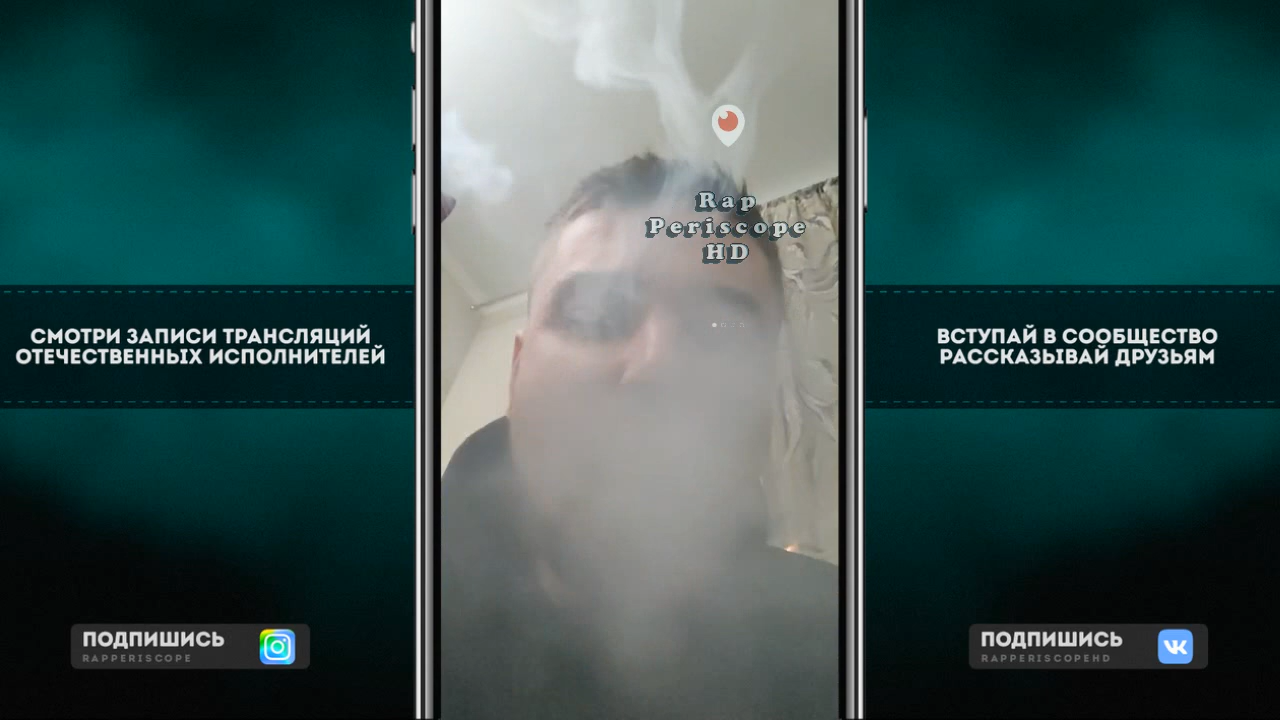 Rap
Periscope
HD
СМОТРИ ЗАПИСИ ТРАНСЛЯЦИЙ
ОТЕЧЕСТВЕННЫХ ИСПОЛНИТЕЛЕЙ
ВСТУПАЙ В СООБЩЕСТВО
РАССКАЗЫВАЙ ДРУЗЬЯМ
ПОДПИШИСЬ
RAPPERISCOPE
ПОДПИШИСЬ
RAPPERISCOPEHD